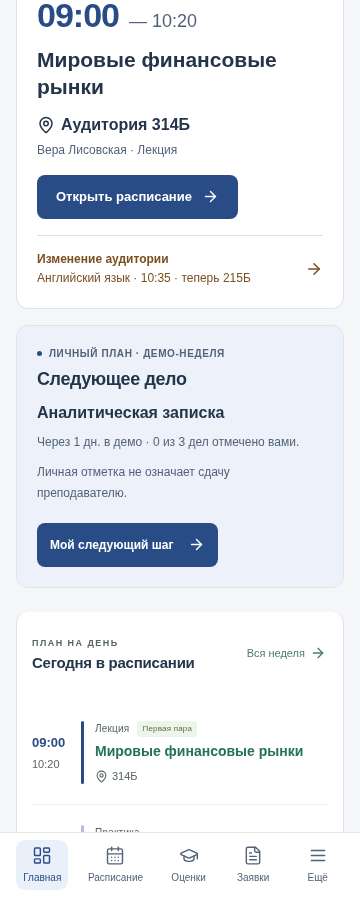 09:00 — 10:20
Мировые финансовые
рынки
Аудитория 314Б
Вера Лисовская · Лекция
Открыть расписание
Изменение аудитории
Английский язык · 10:35 · теперь 215Б
ЛИЧНЫЙ ПЛАН · ДЕМО-НЕДЕЛЯ
Следующее дело
Аналитическая записка
Через 1 дн. в демо · 0 из 3 дел отмечено вами.
Личная отметка не означает сдачу
преподавателю.
Мой следующий шаг
ПЛАН НА ДЕНЬ
Сегодня в расписании
Вся неделя
Лекция Первая пара
09:00
Мировые финансовые рынки
10:20
314Б
Практика
Главная Расписание Оценки Заявки Ещё